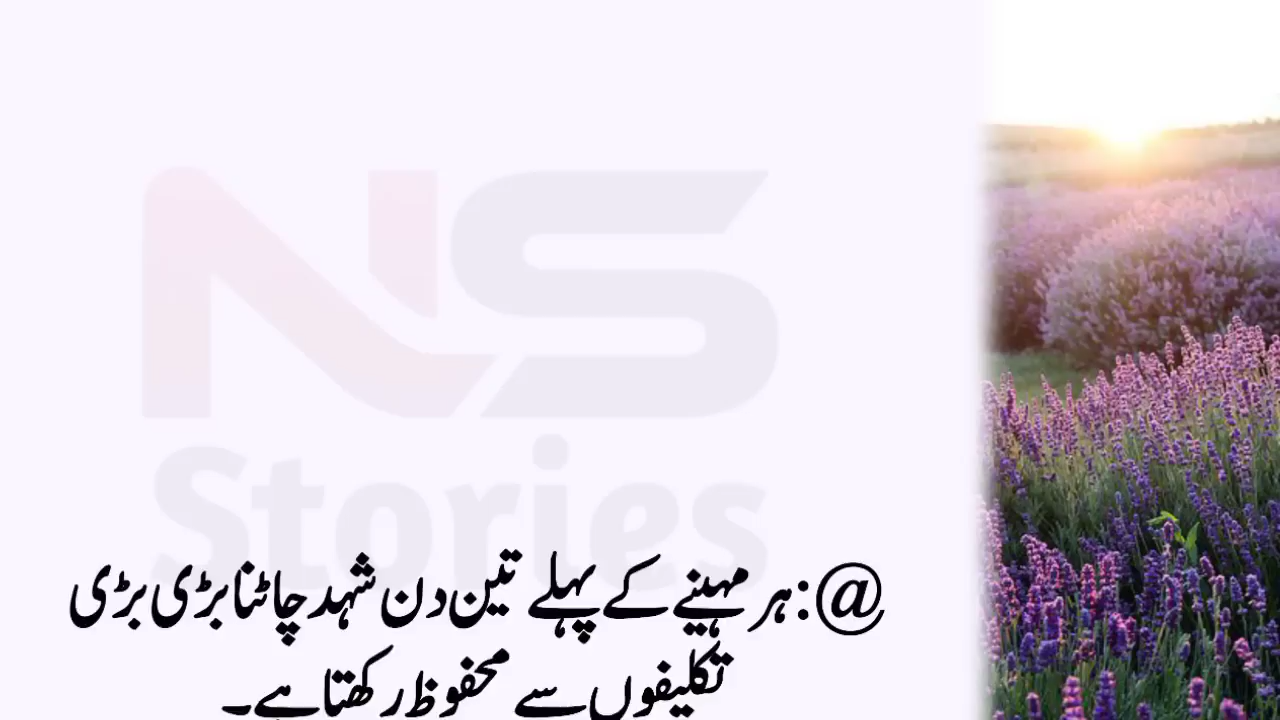 NS
Stories
@:ہر مہینے کے پہلے تین دن شہد چاٹنا بڑی بڑی
تکلیفوں سے محفوظ رکھتا ہے۔